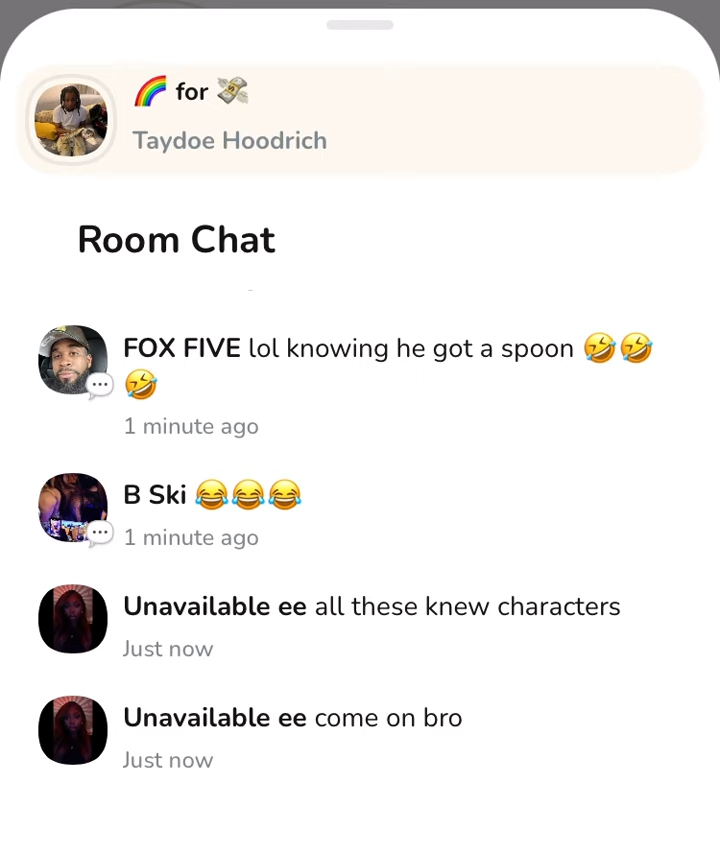 🌈 for 💸
Taydoe Hoodrich
Room Chat
FOX FIVE lol knowing he got a spoon 🤣🤣
🤣
1 minute ago
B Ski 😂😂😂
1 minute ago
Unavailable ee all these knew characters
Just now
Unavailable ee come on bro
Just now